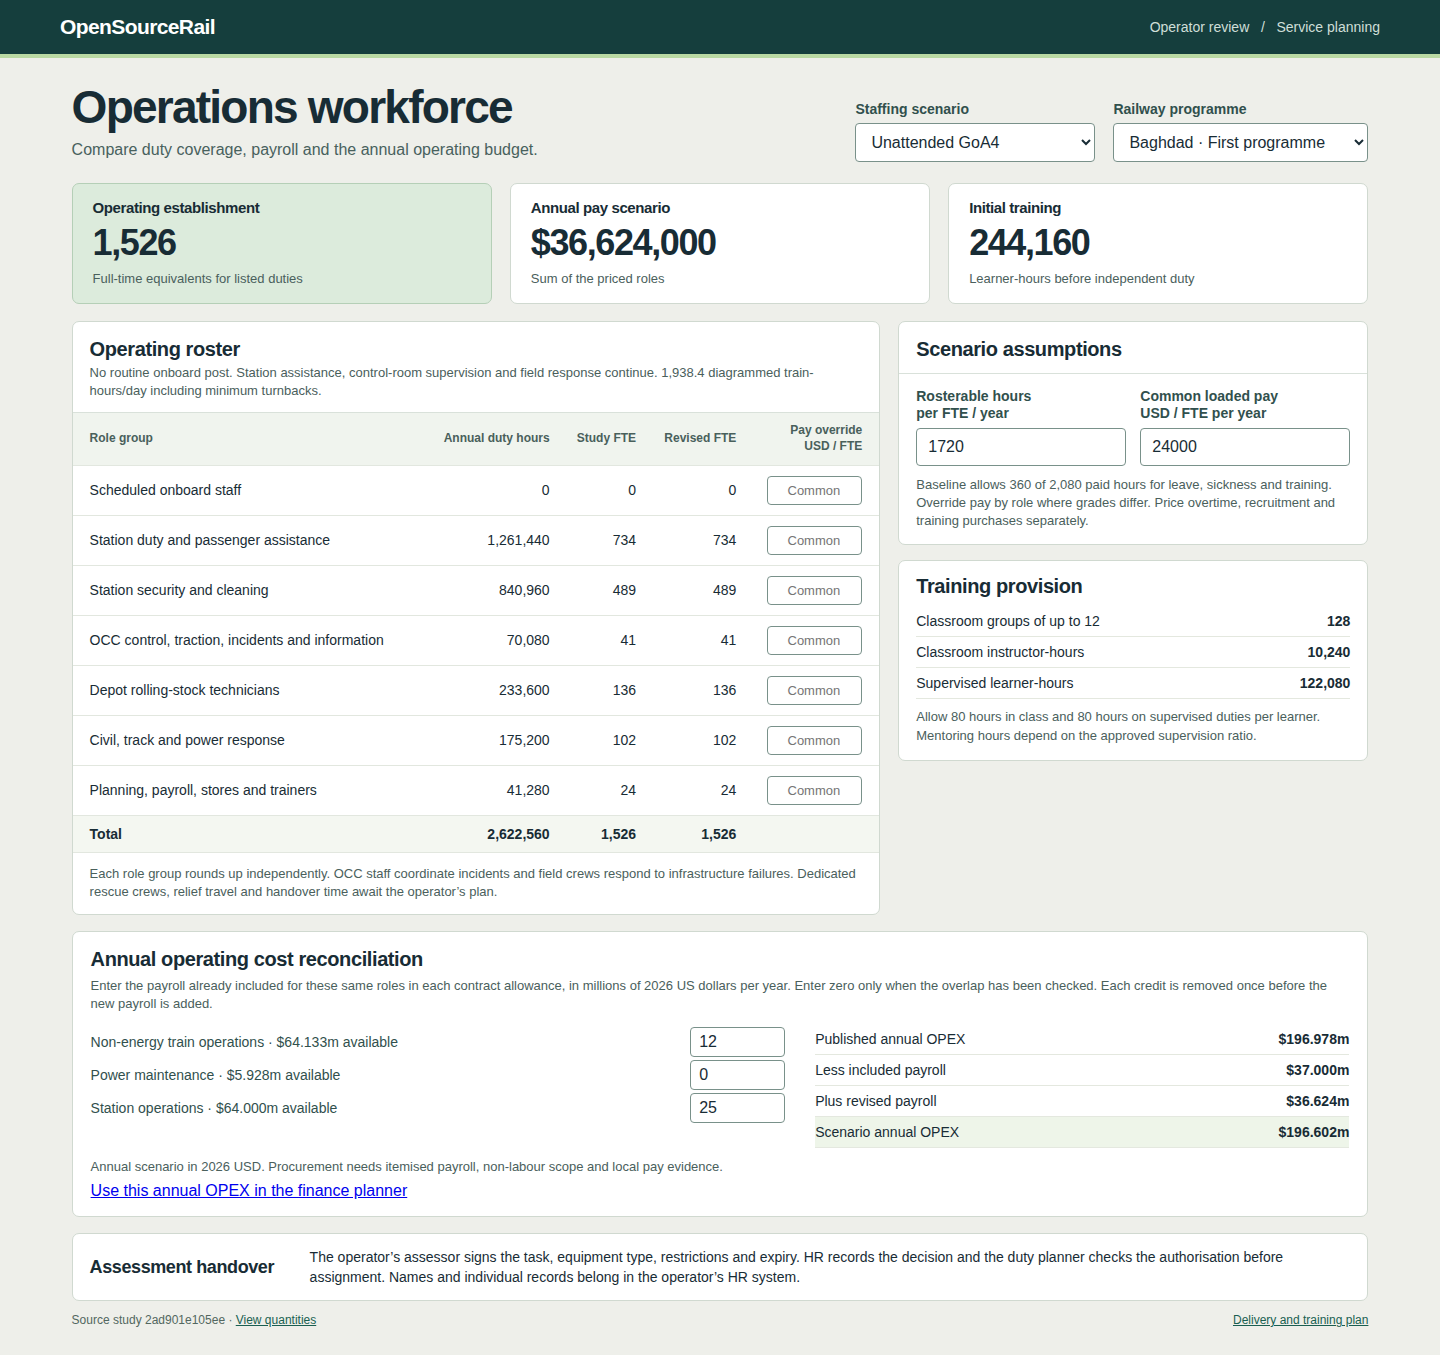 OpenSourceRail
Operator review / Service planning
Operations workforce
Compare duty coverage, payroll and the annual operating budget.
Staffing scenario
Unattended GoA4
Railway programme
Baghdad · First programme
Operating establishment
1,526
Full-time equivalents for listed duties
Annual pay scenario
$36,624,000
Sum of the priced roles
Initial training
244,160
Learner-hours before independent duty
Operating roster
No routine onboard post. Station assistance, control-room supervision and field response continue. 1,938.4 diagrammed train-
hours/day including minimum turnbacks.
Role group Annual duty hours Study FTE Revised FTE Pay override
USD / FTE
Scheduled onboard staff 0 0 0 Common
Station duty and passenger assistance 1,261,440 734 734 Common
Station security and cleaning 840,960 489 489 Common
OCC control, traction, incidents and information 70,080 41 41 Common
Depot rolling-stock technicians 233,600 136 136 Common
Civil, track and power response 175,200 102 102 Common
Planning, payroll, stores and trainers 41,280 24 24 Common
Total 2,622,560 1,526 1,526
Each role group rounds up independently. OCC staff coordinate incidents and field crews respond to infrastructure failures. Dedicated
rescue crews, relief travel and handover time await the operator’s plan.
Scenario assumptions
Rosterable hours
per FTE / year
1720
Common loaded pay
USD / FTE per year
24000
Baseline allows 360 of 2,080 paid hours for leave, sickness and training.
Override pay by role where grades differ. Price overtime, recruitment and
training purchases separately.
Training provision
Classroom groups of up to 12 128
Classroom instructor-hours 10,240
Supervised learner-hours 122,080
Allow 80 hours in class and 80 hours on supervised duties per learner.
Mentoring hours depend on the approved supervision ratio.
Annual operating cost reconciliation
Enter the payroll already included for these same roles in each contract allowance, in millions of 2026 US dollars per year. Enter zero only when the overlap has been checked. Each credit is removed once before the
new payroll is added.
Non-energy train operations · $64.133m available 12
Power maintenance · $5.928m available 0
Station operations · $64.000m available 25
Published annual OPEX $196.978m
Less included payroll $37.000m
Plus revised payroll $36.624m
Scenario annual OPEX $196.602m
Annual scenario in 2026 USD. Procurement needs itemised payroll, non-labour scope and local pay evidence.
Use this annual OPEX in the finance planner
Assessment handover
The operator’s assessor signs the task, equipment type, restrictions and expiry. HR records the decision and the duty planner checks the authorisation before
assignment. Names and individual records belong in the operator’s HR system.
Source study 2ad901e105ee · View quantities
Delivery and training plan